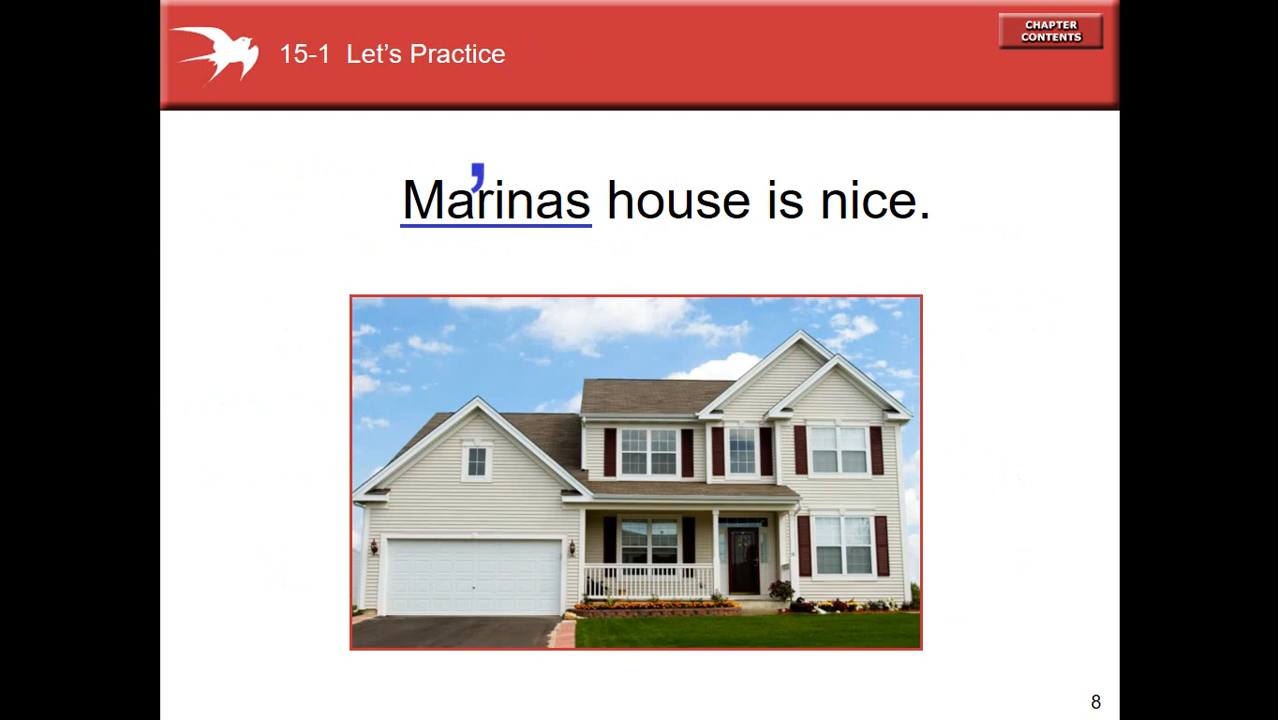 15-1 Let’s Practice
CHAPTER
CONTENTS
,
Marinas house is nice.
8